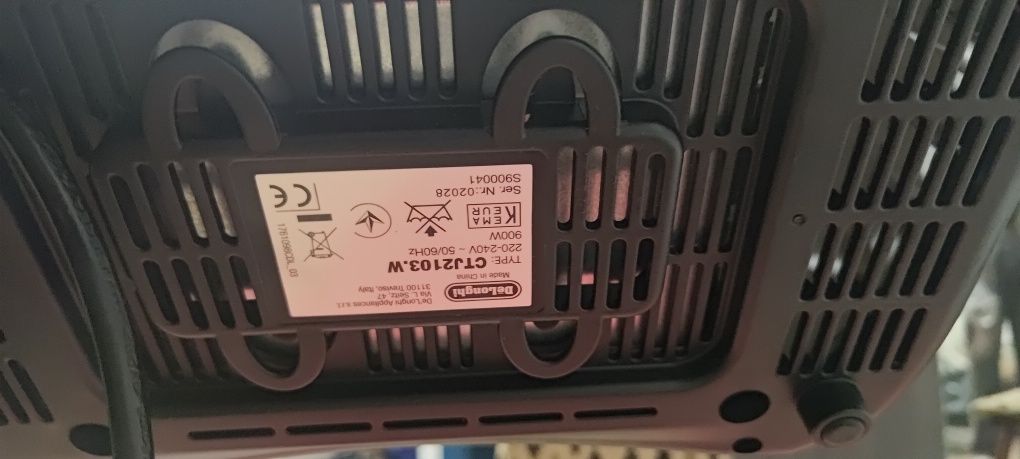 DeLonghi
De'Longhi Appliances s.r.l.
Via L. Seitz, 47
31100 Treviso, Italy
Made in China
TYPE: CTJ2103.W
220-240V ~ 50/60Hz
900W
KEMA
KEUR
Ser. Nr.:02028
S900041
CE